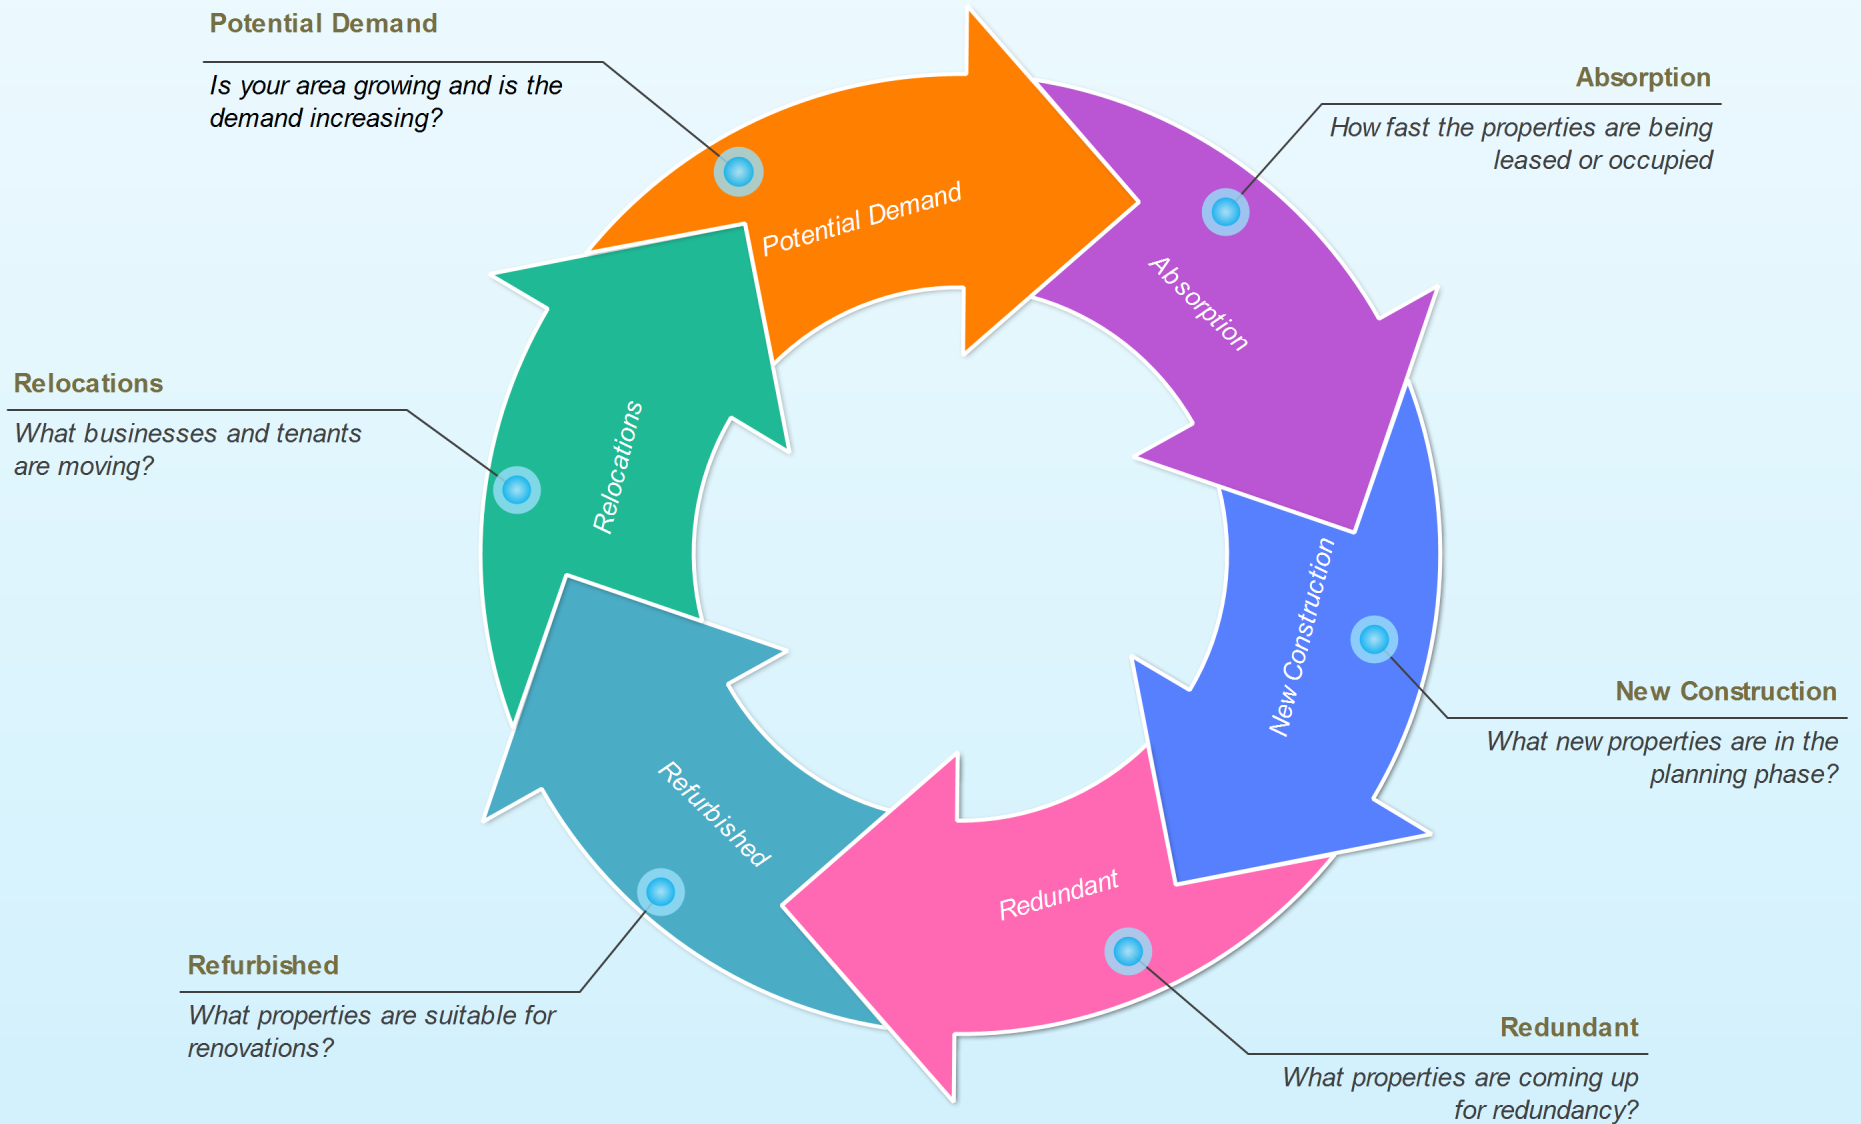 Potential Demand
Is your area growing and is the
demand increasing?
Absorption
How fast the properties are being
leased or occupied
Potential Demand
Absorption
Relocations
What businesses and tenants
are moving?
Relocations
New Construction
New Construction
What new properties are in the
planning phase?
Refurbished
Redundant
Refurbished
What properties are suitable for
renovations?
Redundant
What properties are coming up
for redundancy?